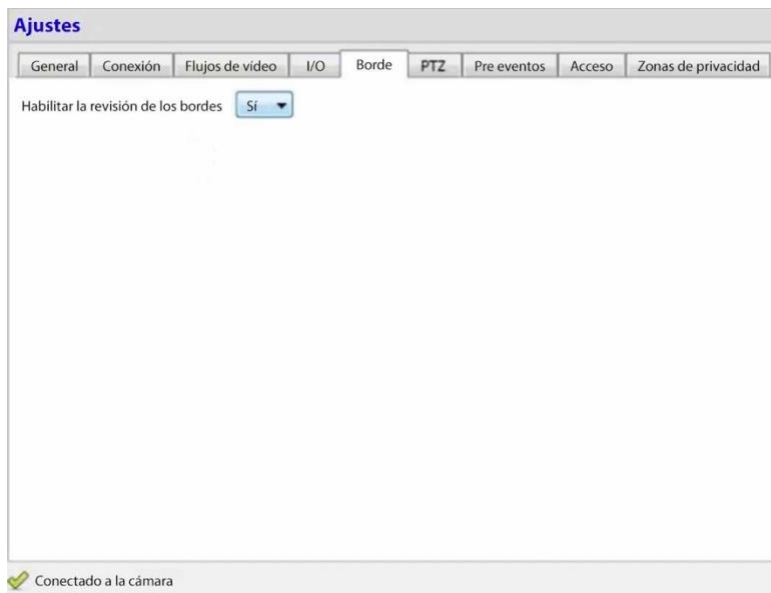 Ajustes
General Conexión Flujos de vídeo I/O Borde PTZ Pre eventos Acceso Zonas de privacidad
Habilitar la revisión de los bordes Sí
Conectado a la cámara